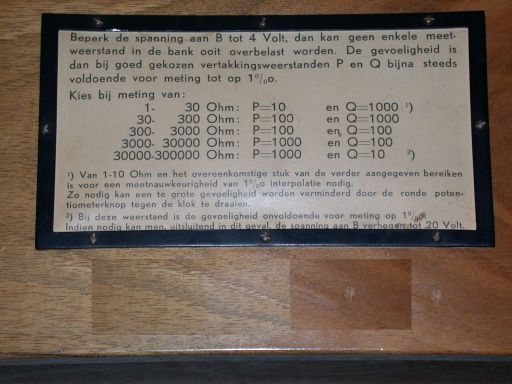 Beperk de spanning aan B tot 4 Volt, dan kan geen enkele meet-
weerstand in de bank ooit overbelast worden. De gevoeligheid is
dan bij goed gekozen vertakkingsweerstanden P en Q bijna steeds
voldoende voor meting tot op 1⁰/₀₀.
Kies bij meting van:
1- 30 Ohm: P=10 en Q=1000 ¹)
30- 300 Ohm: P=100 en Q=1000
300- 3000 Ohm: P=100 en Q=100
3000- 30000 Ohm: P=1000 en Q=100
30000-300000 Ohm: P=1000 en Q=10 ²)
¹) Van 1-10 Ohm en het overeenkomstige stuk van de verder aangegeven bereiken
is voor een meetnauwkeurigheid van 1⁰/₀₀ interpolatie nodig.
Zo nodig kan een te grote gevoeligheid worden verminderd door de ronde poten-
tiometerknop tegen de klok te draaien.
²) Bij deze weerstand is de gevoeligheid onvoldoende voor meting op 1⁰/₀₀
Indien nodig kan men, uitsluitend in dit geval, de spanning aan B verhogen tot 20 Volt.